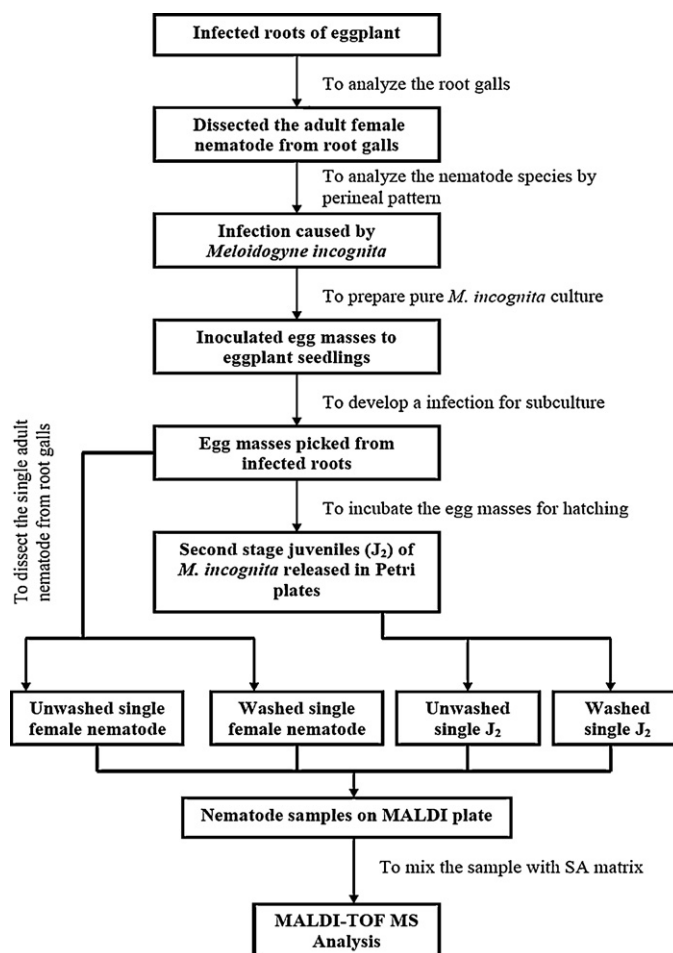 Infected roots of eggplant
To analyze the root galls
Dissected the adult female
nematode from root galls
To analyze the nematode species by
perineal pattern
Infection caused by
Meloidogyne incognita
To prepare pure M. incognita culture
Inoculated egg masses to
eggplant seedlings
To develop a infection for subculture
Egg masses picked from
infected roots
To dissect the single adult
nematode from root galls
To incubate the egg masses for hatching
Second stage juveniles (J₂) of
M. incognita released in Petri
plates
Unwashed single
female nematode
Washed single
female nematode
Unwashed
single J₂
Washed
single J₂
Nematode samples on MALDI plate
To mix the sample with SA matrix
MALDI-TOF MS
Analysis